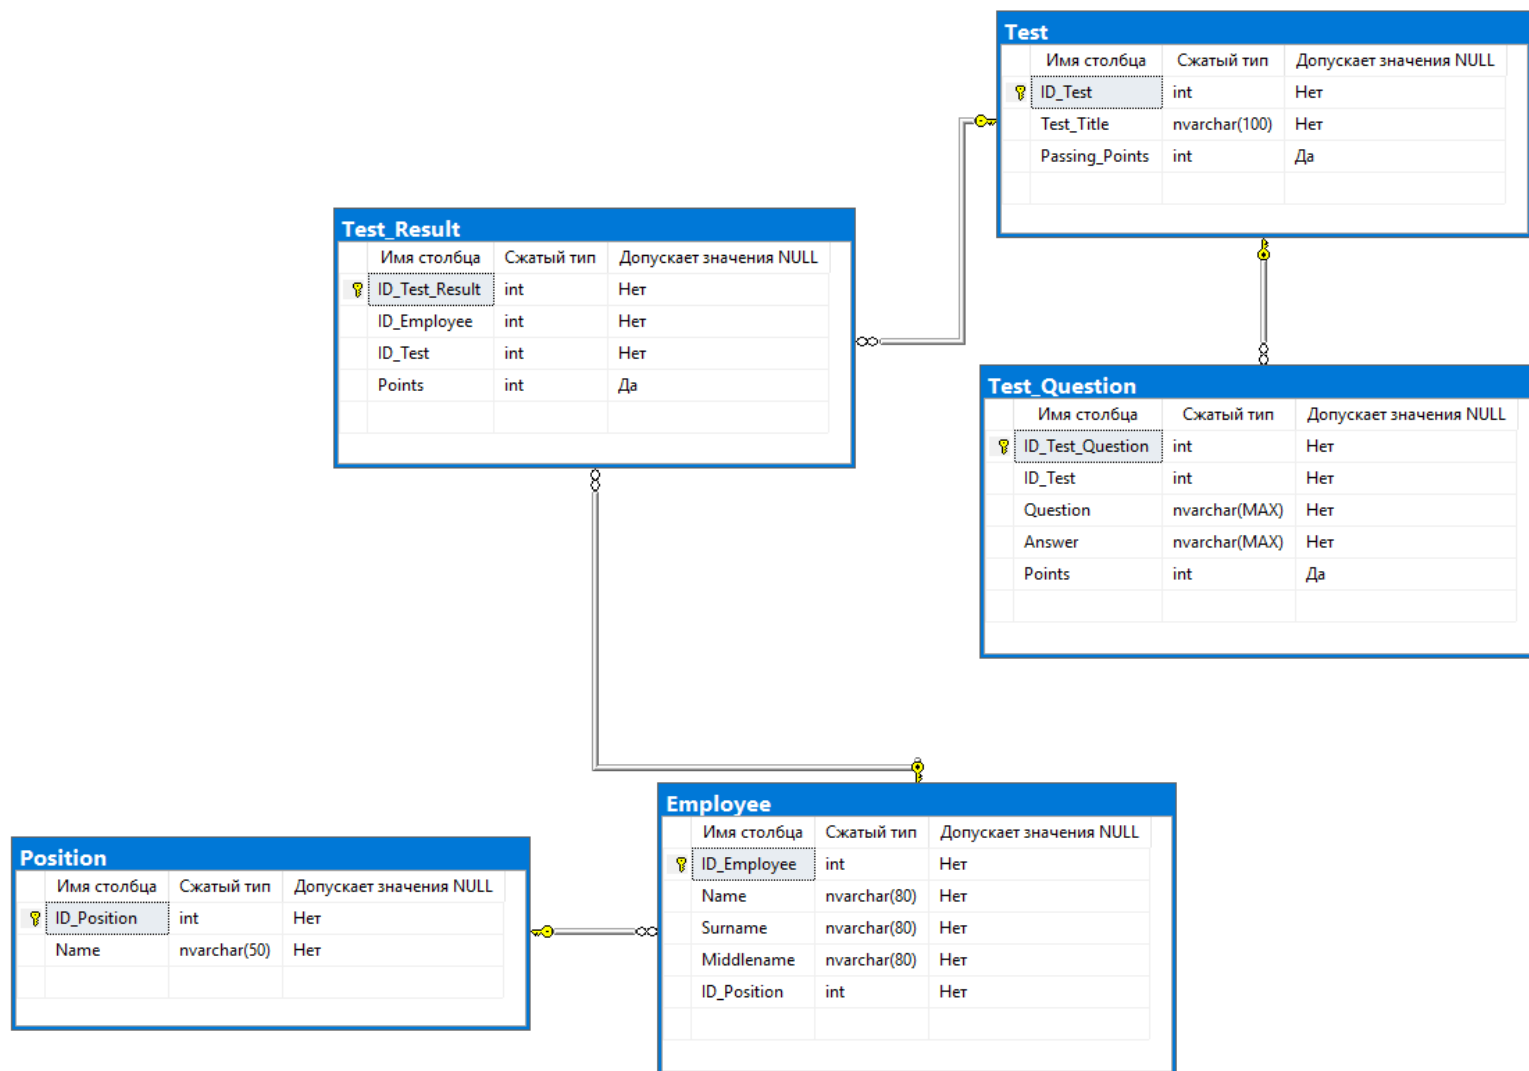 Test
Имя столбца Сжатый тип Допускает значения NULL
ID_Test int Нет
Test_Title nvarchar(100) Нет
Passing_Points int Да
Test_Result
Имя столбца Сжатый тип Допускает значения NULL
ID_Test_Result int Нет
ID_Employee int Нет
ID_Test int Нет
Points int Да
Test_Question
Имя столбца Сжатый тип Допускает значения NULL
ID_Test_Question int Нет
ID_Test int Нет
Question nvarchar(MAX) Нет
Answer nvarchar(MAX) Нет
Points int Да
Employee
Имя столбца Сжатый тип Допускает значения NULL
ID_Employee int Нет
Name nvarchar(80) Нет
Surname nvarchar(80) Нет
Middlename nvarchar(80) Нет
ID_Position int Нет
Position
Имя столбца Сжатый тип Допускает значения NULL
ID_Position int Нет
Name nvarchar(50) Нет